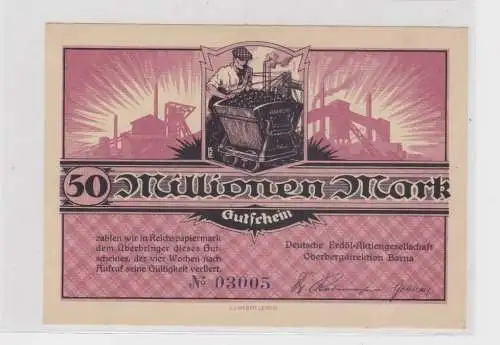 50 Millionen Mark
Gutschein
zahlen wir in Reichspapiermark
dem Überbringer dieses Gut-
scheines, der vier Wochen nach
Aufruf seine Gültigkeit verliert.
Deutsche Erdöl-Aktiengesellschaft
Oberbergdirektion Borna
№ 03005